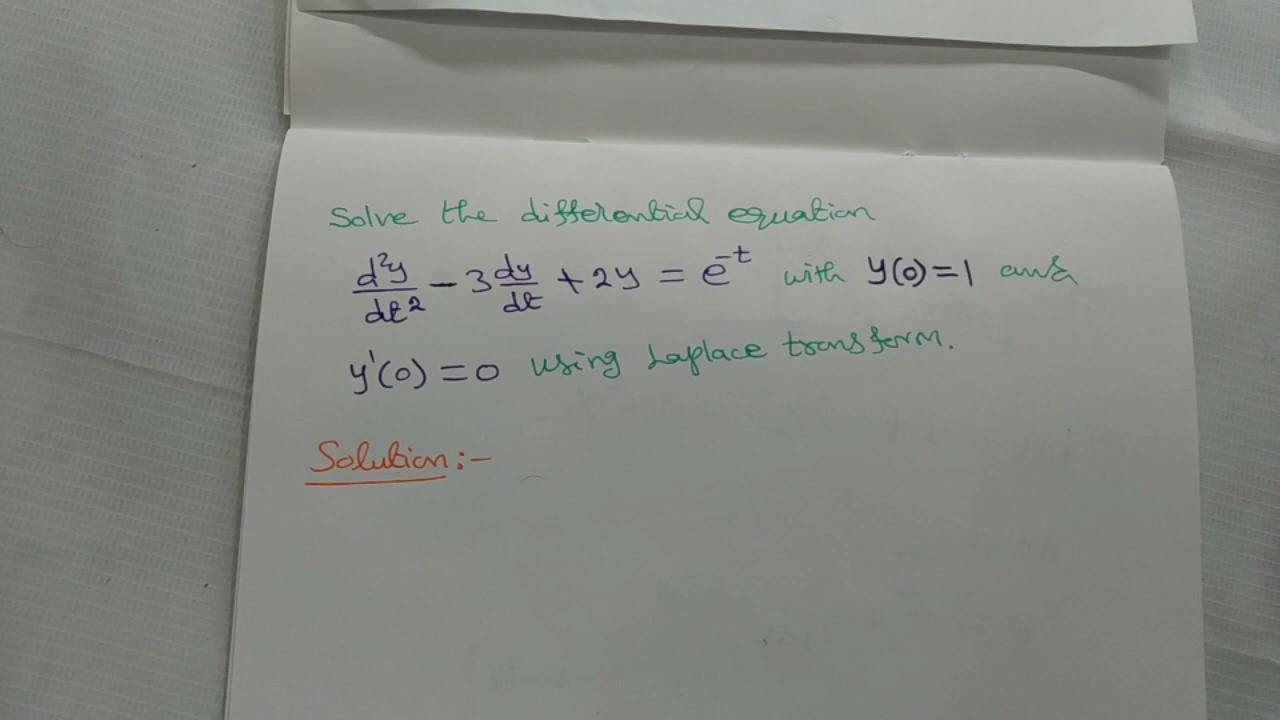 Solve the differential equation
d²y/dt² - 3 dy/dt + 2y = e^-t with y(0)=1 and
y'(0)=0 using Laplace transform.
Solution:-